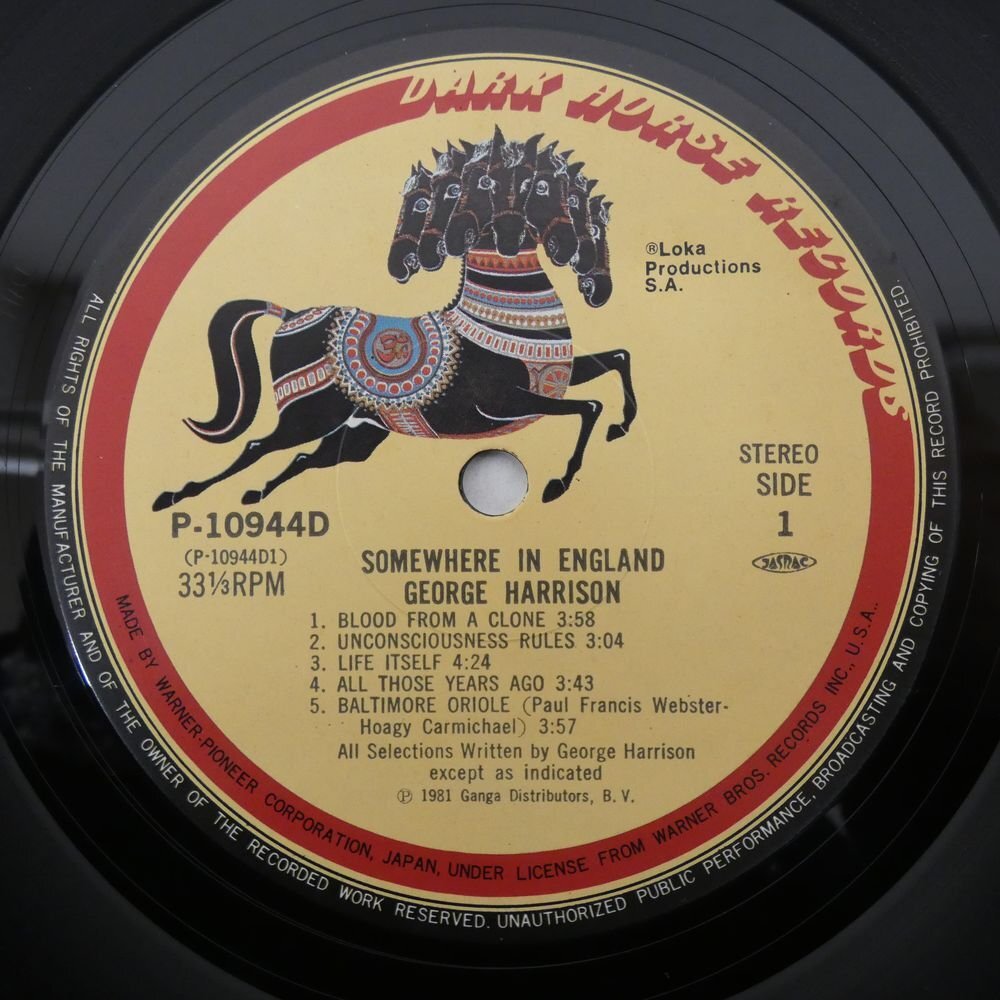 DARK HORSE RECORDS
®Loka
Productions
S.A.
STEREO
SIDE
1
JASRAC
P-10944D
(P-10944D1)
33⅓RPM
SOMEWHERE IN ENGLAND
GEORGE HARRISON
1. BLOOD FROM A CLONE 3:58
2. UNCONSCIOUSNESS RULES 3:04
3. LIFE ITSELF 4:24
4. ALL THOSE YEARS AGO 3:43
5. BALTIMORE ORIOLE (Paul Francis Webster-
Hoagy Carmichael) 3:57
All Selections Written by George Harrison
except as indicated
℗ 1981 Ganga Distributors, B. V.
MADE BY WARNER-PIONEER CORPORATION, JAPAN, UNDER LICENSE FROM WARNER BROS. RECORDS INC., U.S.A..
ALL RIGHTS OF THE MANUFACTURER AND OF THE OWNER OF THE RECORDED WORK RESERVED. UNAUTHORIZED PUBLIC PERFORMANCE, BROADCASTING AND COPYING OF THIS RECORD PROHIBITED.